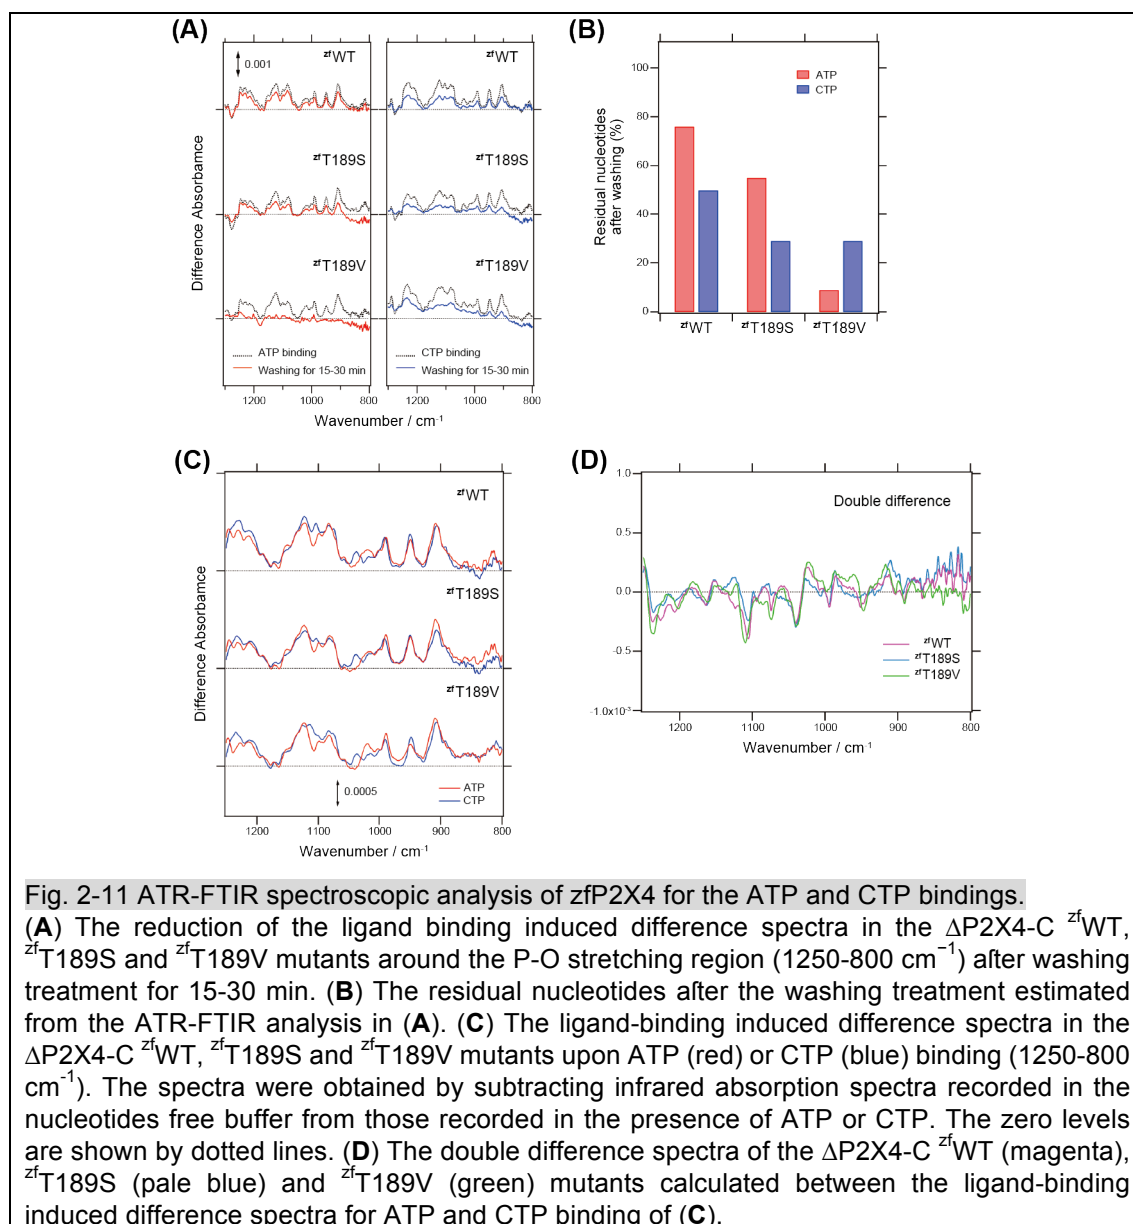 (A)
0.001
zfWT
zfWT
zfT189S
zfT189S
zfT189V
zfT189V
Difference Absorbamce
ATP binding
Washing for 15-30 min
CTP binding
Washing for 15-30 min
1200 1000 800
1200 1000 800
Wavenumber / cm-1
(B)
ATP
CTP
100
80
60
40
20
0
Residual nucleotides
after washing (%)
zfWT zfT189S zfT189V
(C)
zfWT
zfT189S
zfT189V
Difference Absorbamce
0.0005
ATP
CTP
1200 1100 1000 900 800
Wavenumber / cm-1
(D)
Double difference
1.0
0.5
0.0
-0.5
-1.0x10-3
zfWT
zfT189S
zfT189V
1200 1100 1000 900 800
Wavenumber / cm-1
Fig. 2-11 ATR-FTIR spectroscopic analysis of zfP2X4 for the ATP and CTP bindings.
(A) The reduction of the ligand binding induced difference spectra in the ΔP2X4-C zfWT,
zfT189S and zfT189V mutants around the P-O stretching region (1250-800 cm−1) after washing
treatment for 15-30 min. (B) The residual nucleotides after the washing treatment estimated
from the ATR-FTIR analysis in (A). (C) The ligand-binding induced difference spectra in the
ΔP2X4-C zfWT, zfT189S and zfT189V mutants upon ATP (red) or CTP (blue) binding (1250-800
cm-1). The spectra were obtained by subtracting infrared absorption spectra recorded in the
nucleotides free buffer from those recorded in the presence of ATP or CTP. The zero levels
are shown by dotted lines. (D) The double difference spectra of the ΔP2X4-C zfWT (magenta),
zfT189S (pale blue) and zfT189V (green) mutants calculated between the ligand-binding
induced difference spectra for ATP and CTP binding of (C).